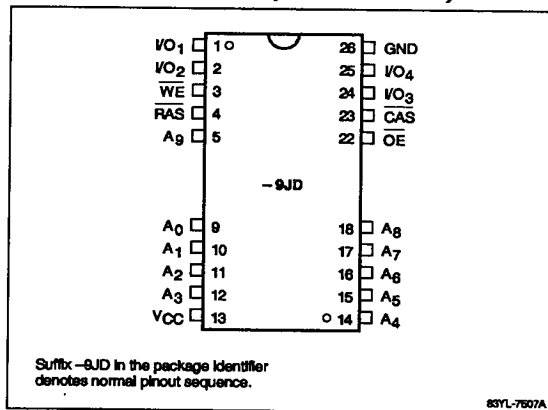 I/O1 1 26 GND
I/O2 2 25 I/O4
WE 3 24 I/O3
RAS 4 23 CAS
A9 5 22 OE
–9JD
A0 9 18 A8
A1 10 17 A7
A2 11 16 A6
A3 12 15 A5
VCC 13 14 A4
Suffix –9JD in the package identifier
denotes normal pinout sequence.
83YL-7507A